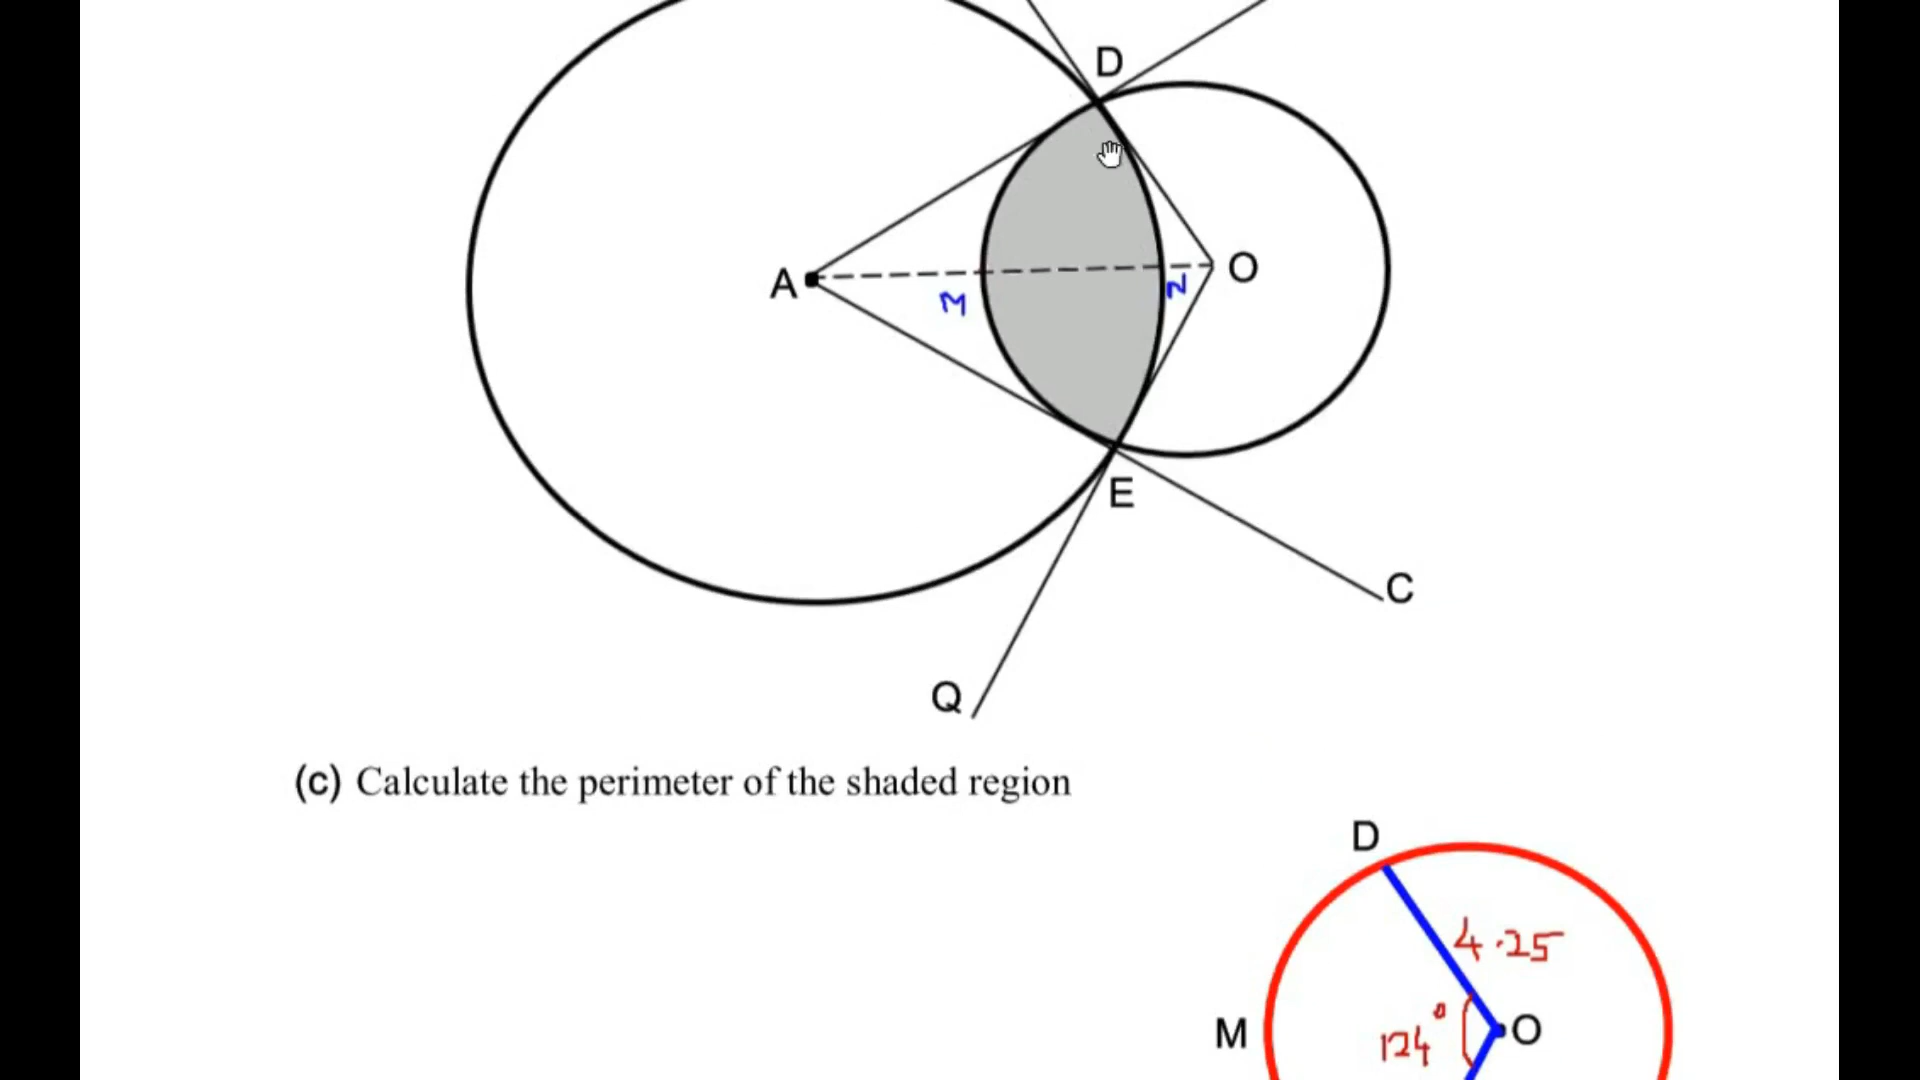 D
A
O
M
N
E
C
Q
(c) Calculate the perimeter of the shaded region
D
4.25
M
124°
O